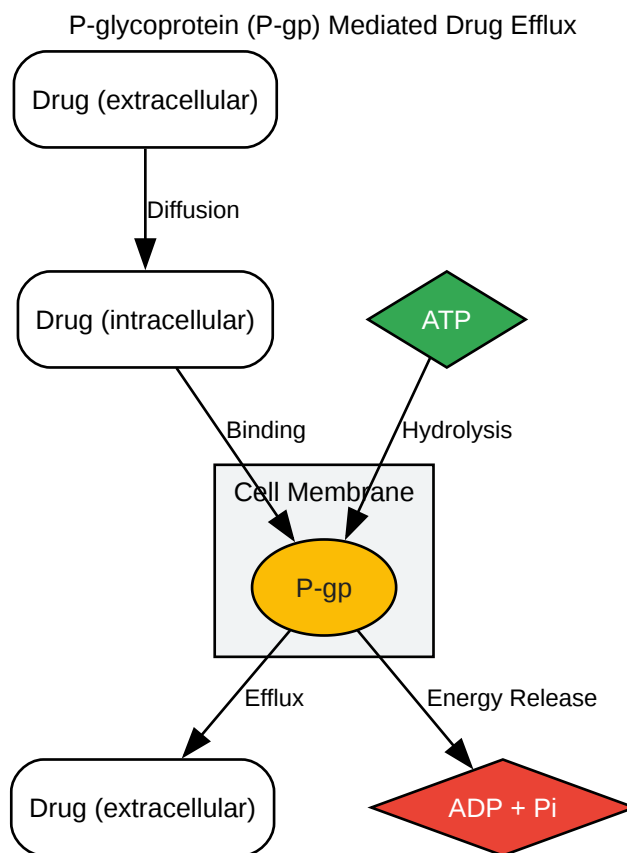 P-glycoprotein (P-gp) Mediated Drug Efflux
Drug (extracellular)
Diffusion
Drug (intracellular)
ATP
Binding
Hydrolysis
Cell Membrane
P-gp
Efflux
Energy Release
Drug (extracellular)
ADP + Pi